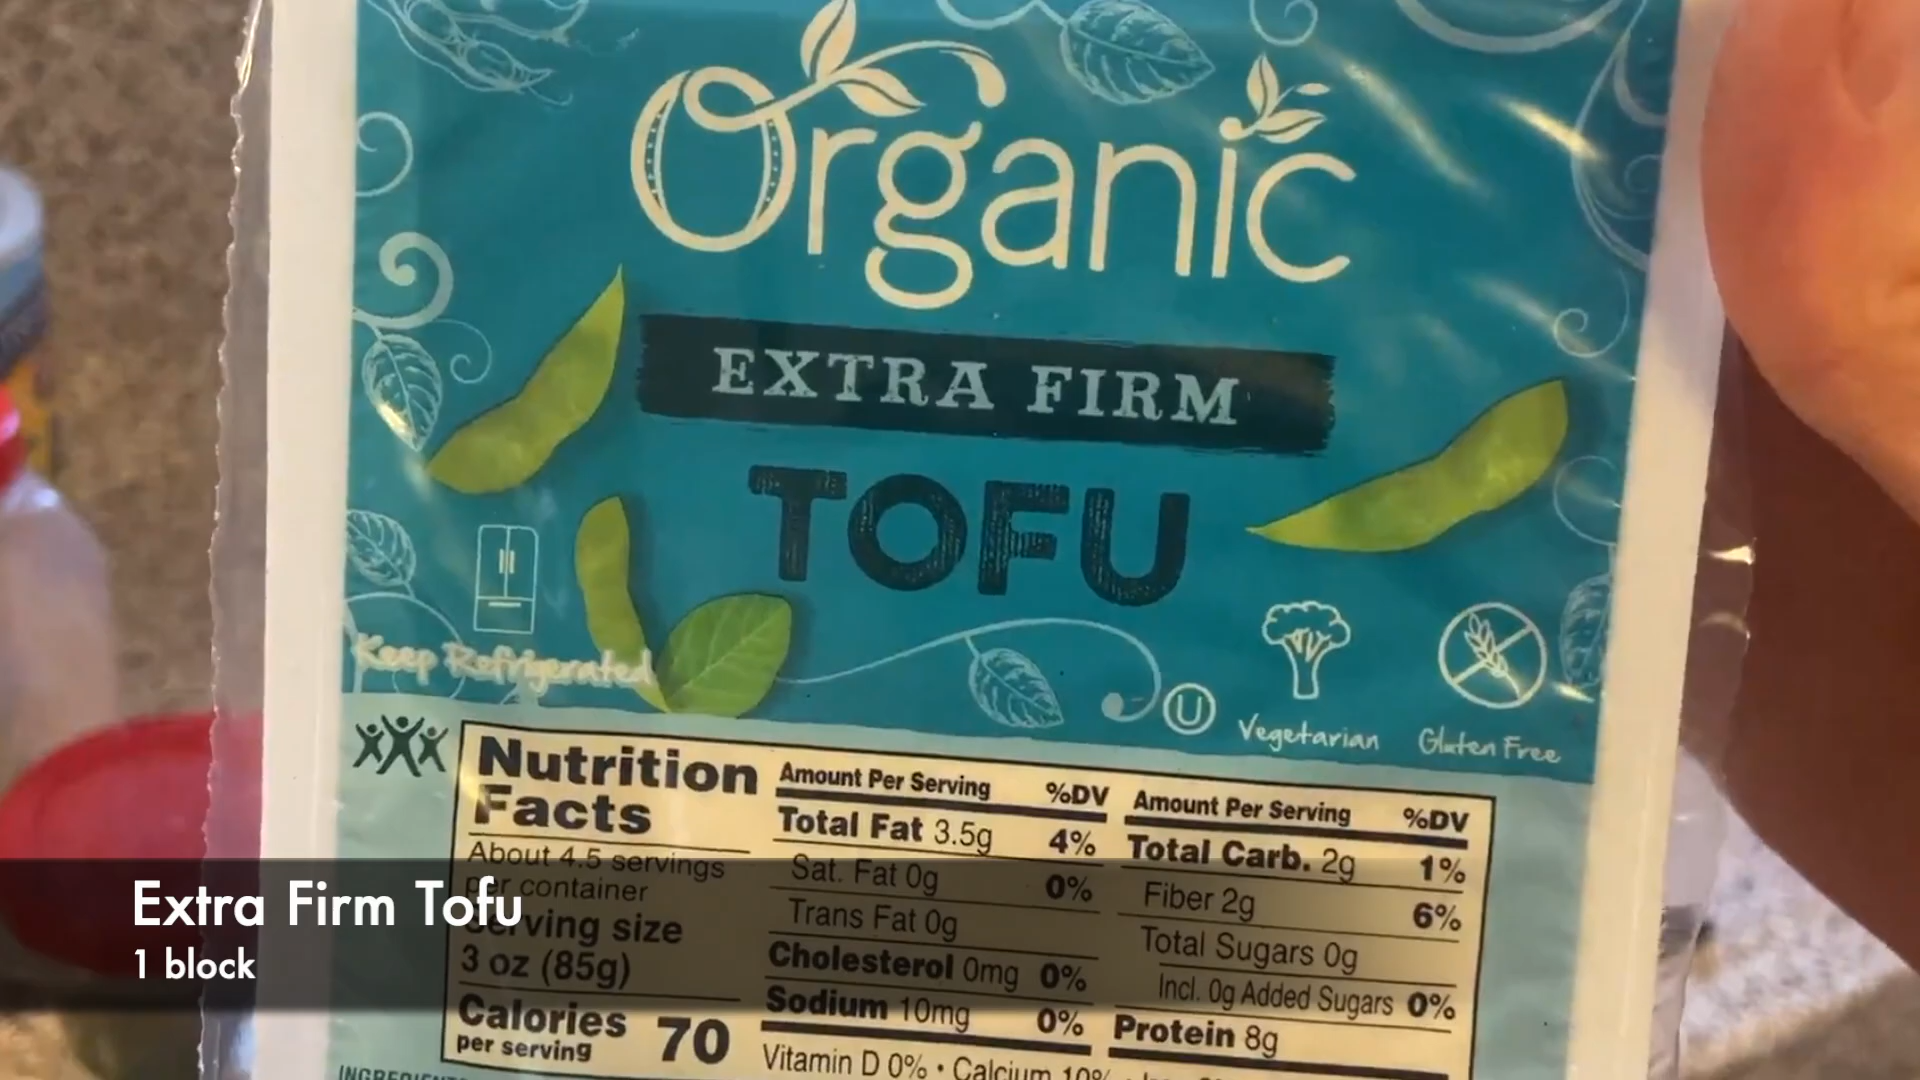 Organic
EXTRA FIRM
TOFU
Keep Refrigerated
U
Vegetarian
Gluten Free
Nutrition
Facts
About 4.5 servings
per container
Serving size
3 oz (85g)
Calories 70
per serving
Amount Per Serving %DV
Total Fat 3.5g 4%
Sat. Fat 0g 0%
Trans Fat 0g
Cholesterol 0mg 0%
Sodium 10mg 0%
Amount Per Serving %DV
Total Carb. 2g 1%
Fiber 2g 6%
Total Sugars 0g
Incl. 0g Added Sugars 0%
Protein 8g
Vitamin D 0% • Calcium 10%
Extra Firm Tofu
1 block